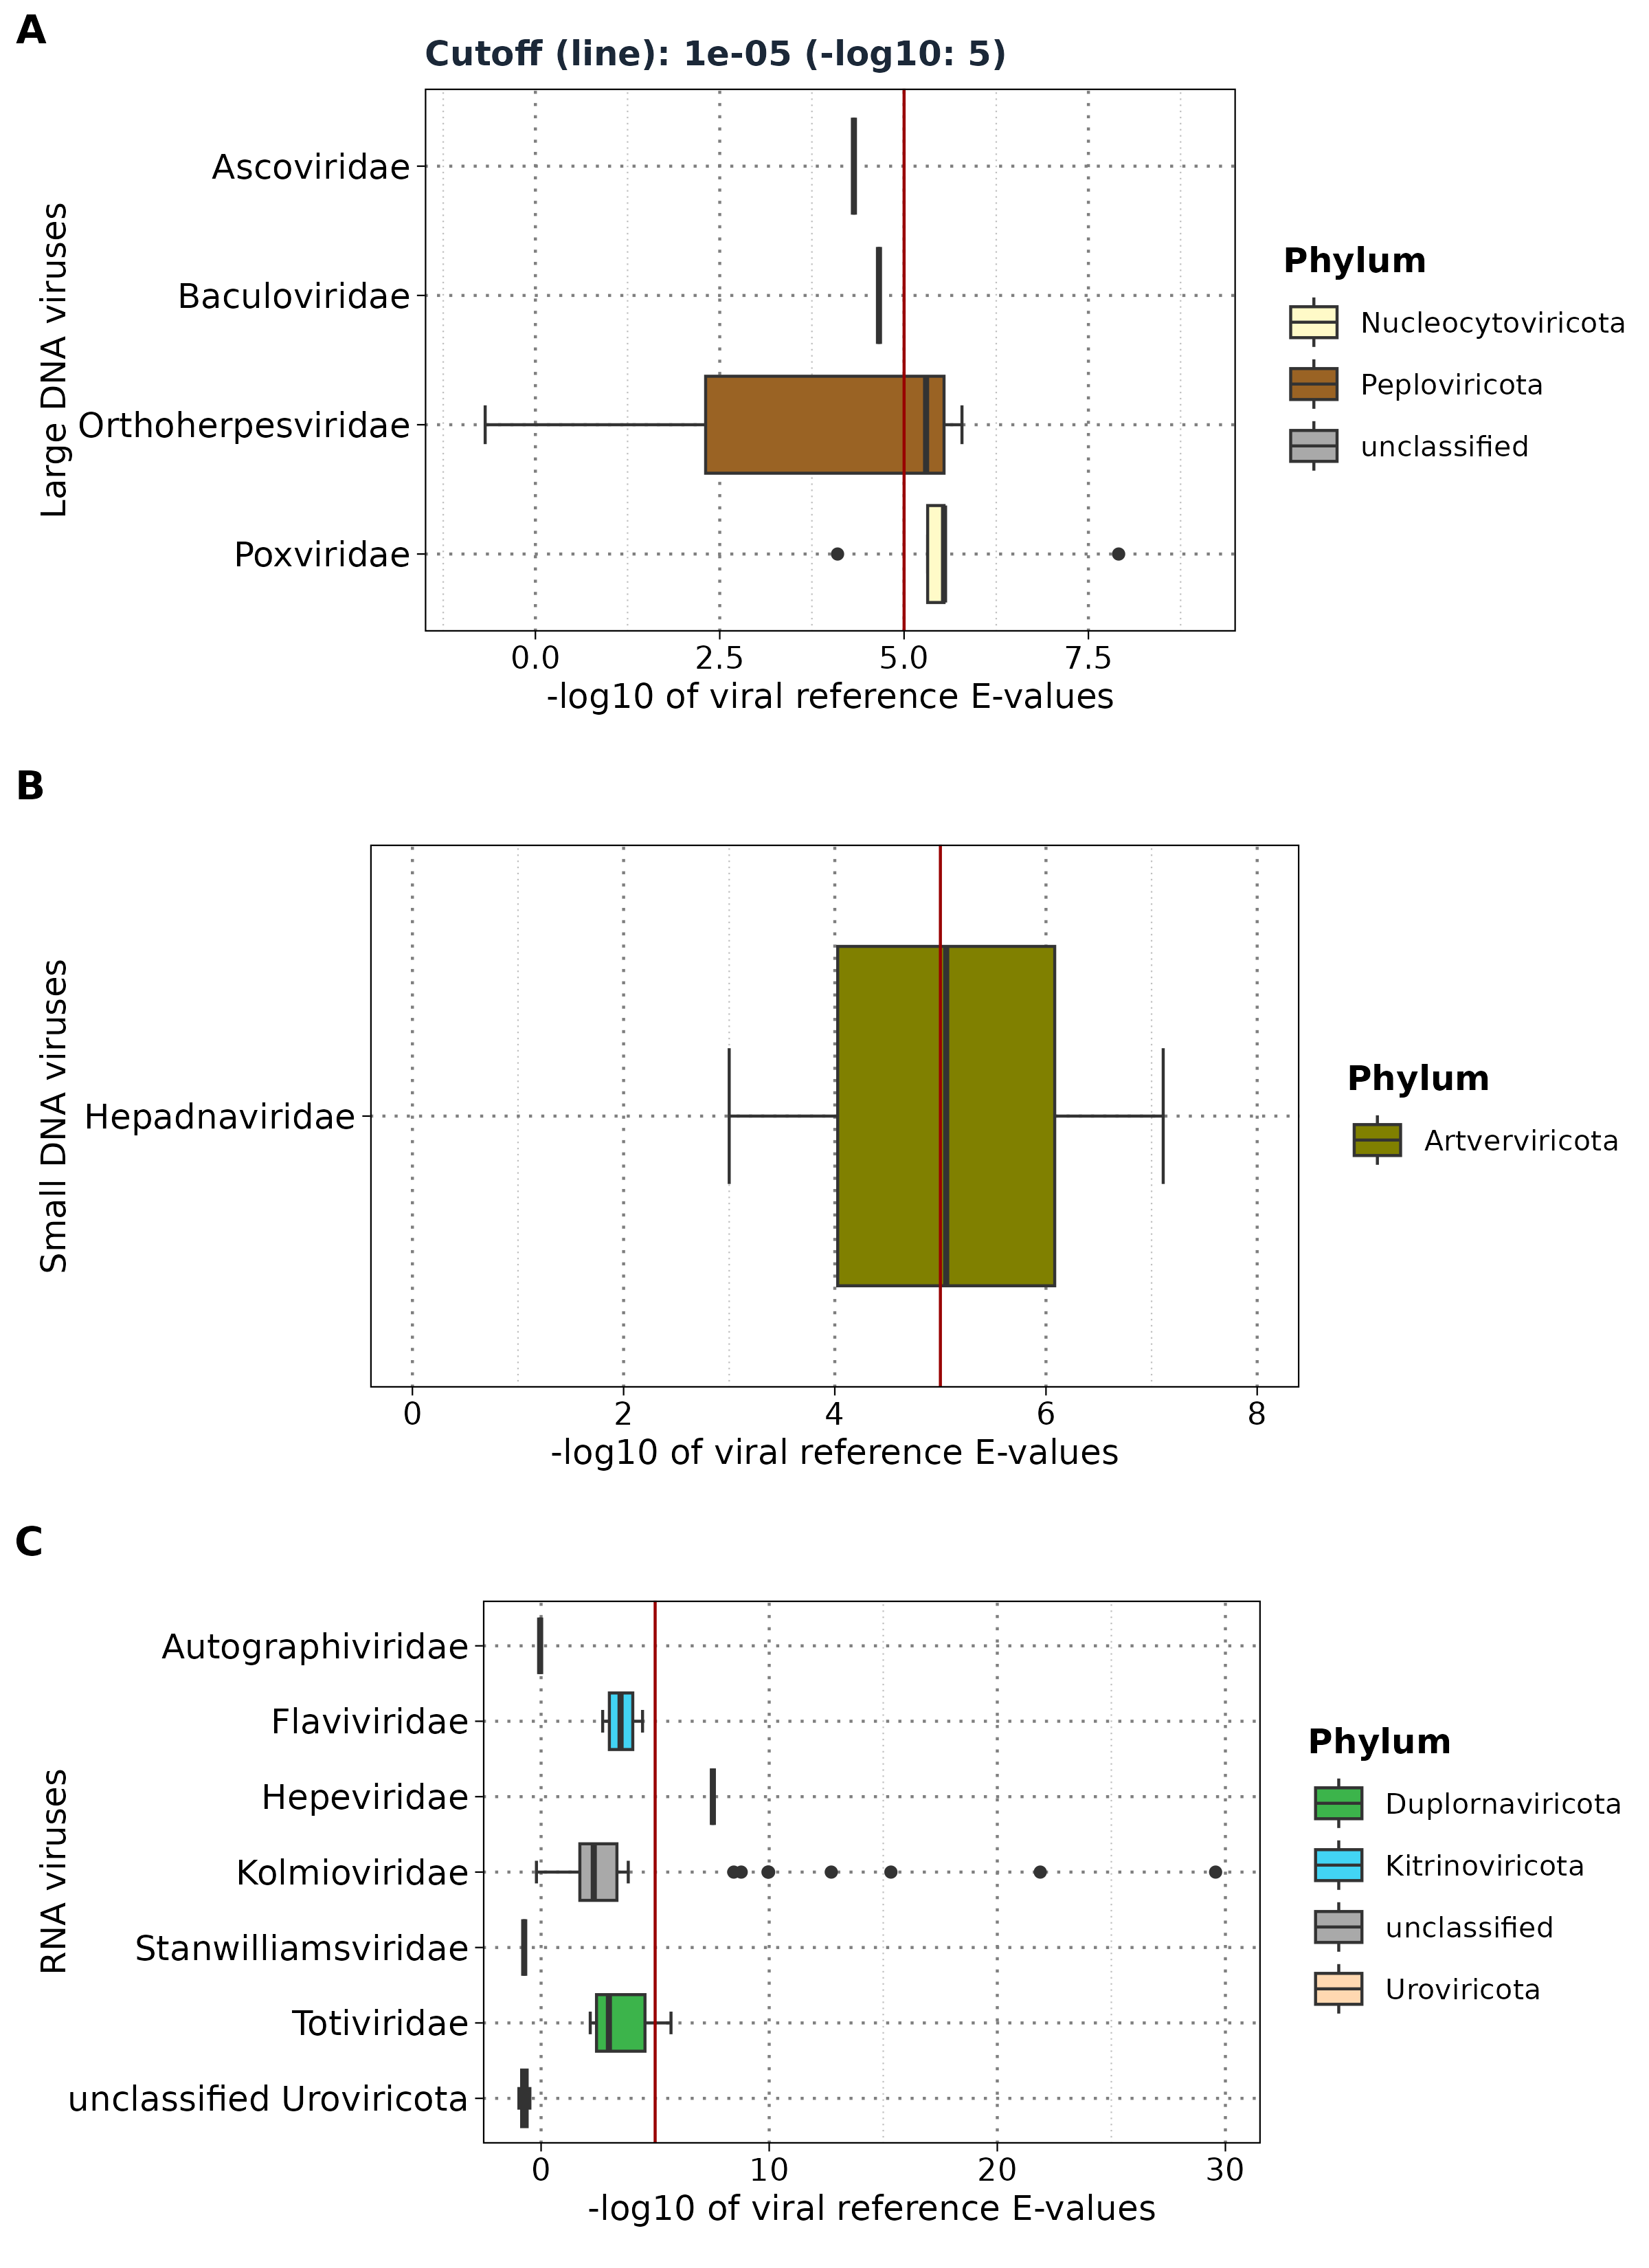 A
Cutoff (line): 1e-05 (-log10: 5)
Large DNA viruses
Ascoviridae
Baculoviridae
Orthoherpesviridae
Poxviridae
0.0 2.5 5.0 7.5
-log10 of viral reference E-values
Phylum
Nucleocytoviricota
Peploviricota
unclassified
B
Small DNA viruses
Hepadnaviridae
0 2 4 6 8
-log10 of viral reference E-values
Phylum
Artverviricota
C
RNA viruses
Autographiviridae
Flaviviridae
Hepeviridae
Kolmioviridae
Stanwilliamsviridae
Totiviridae
unclassified Uroviricota
0 10 20 30
-log10 of viral reference E-values
Phylum
Duplornaviricota
Kitrinoviricota
unclassified
Uroviricota